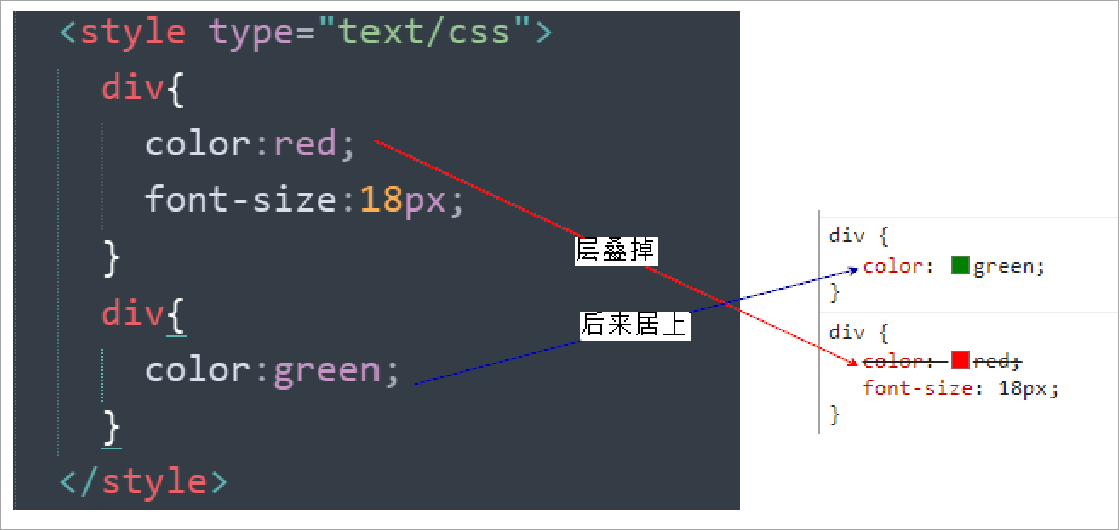 <style type="text/css">
div{
color:red;
font-size:18px;
}
div{
color:green;
}
</style>
层叠掉
后来居上
div {
color: green;
}
div {
color: red;
font-size: 18px;
}